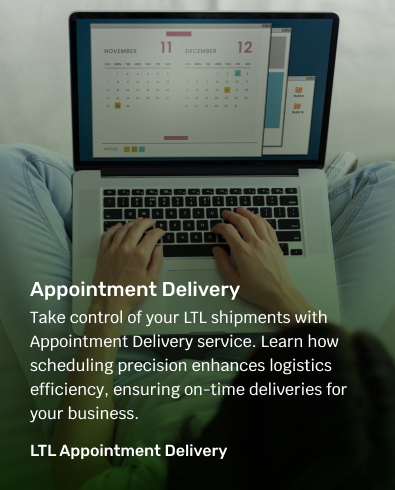 NOVEMBER 11 DECEMBER 12
Appointment Delivery
Take control of your LTL shipments with
Appointment Delivery service. Learn how
scheduling precision enhances logistics
efficiency, ensuring on-time deliveries for
your business.
LTL Appointment Delivery